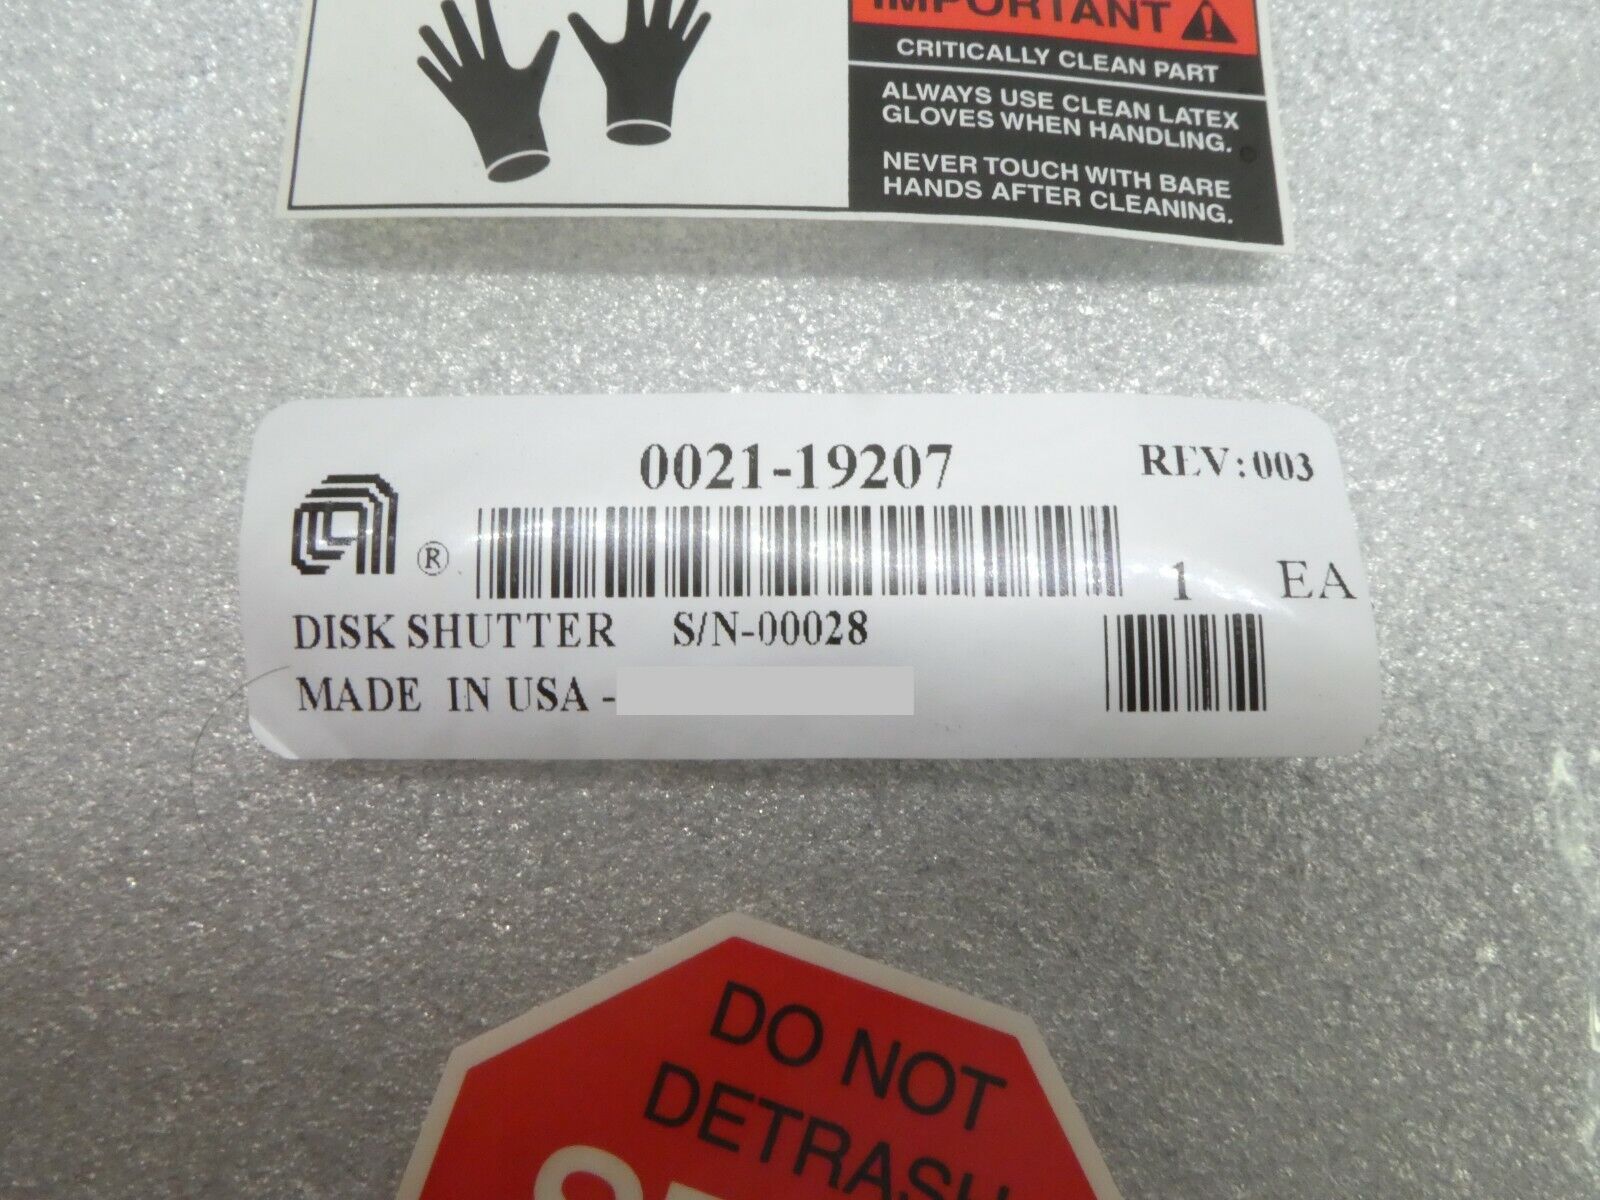 IMPORTANT
CRITICALLY CLEAN PART
ALWAYS USE CLEAN LATEX
GLOVES WHEN HANDLING.
NEVER TOUCH WITH BARE
HANDS AFTER CLEANING.
0021-19207 REV:003
® 1 EA
DISK SHUTTER S/N-00028
MADE IN USA -
DO NOT
DETRASH